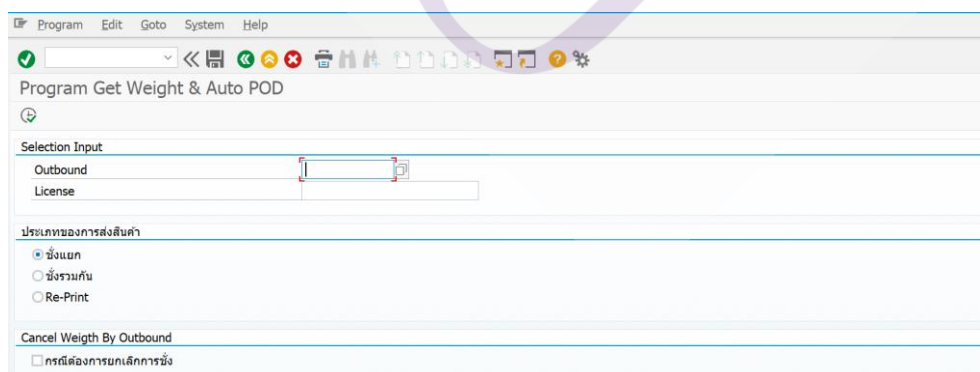 Program Edit Goto System Help
Program Get Weight & Auto POD
Selection Input
Outbound
License
ประเภทของการส่งสินค้า
ชั่งแยก
ชั่งรวมกัน
Re-Print
Cancel Weigth By Outbound
กรณีต้องการยกเลิกการชั่ง